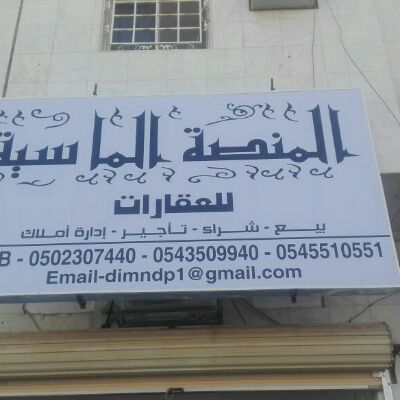 المنصة الماسية
للعقارات
بيع - شراء - تأجير - إدارة أملاك
B - 0502307440 - 0543509940 - 0545510551
Email-dimndp1@gmail.com